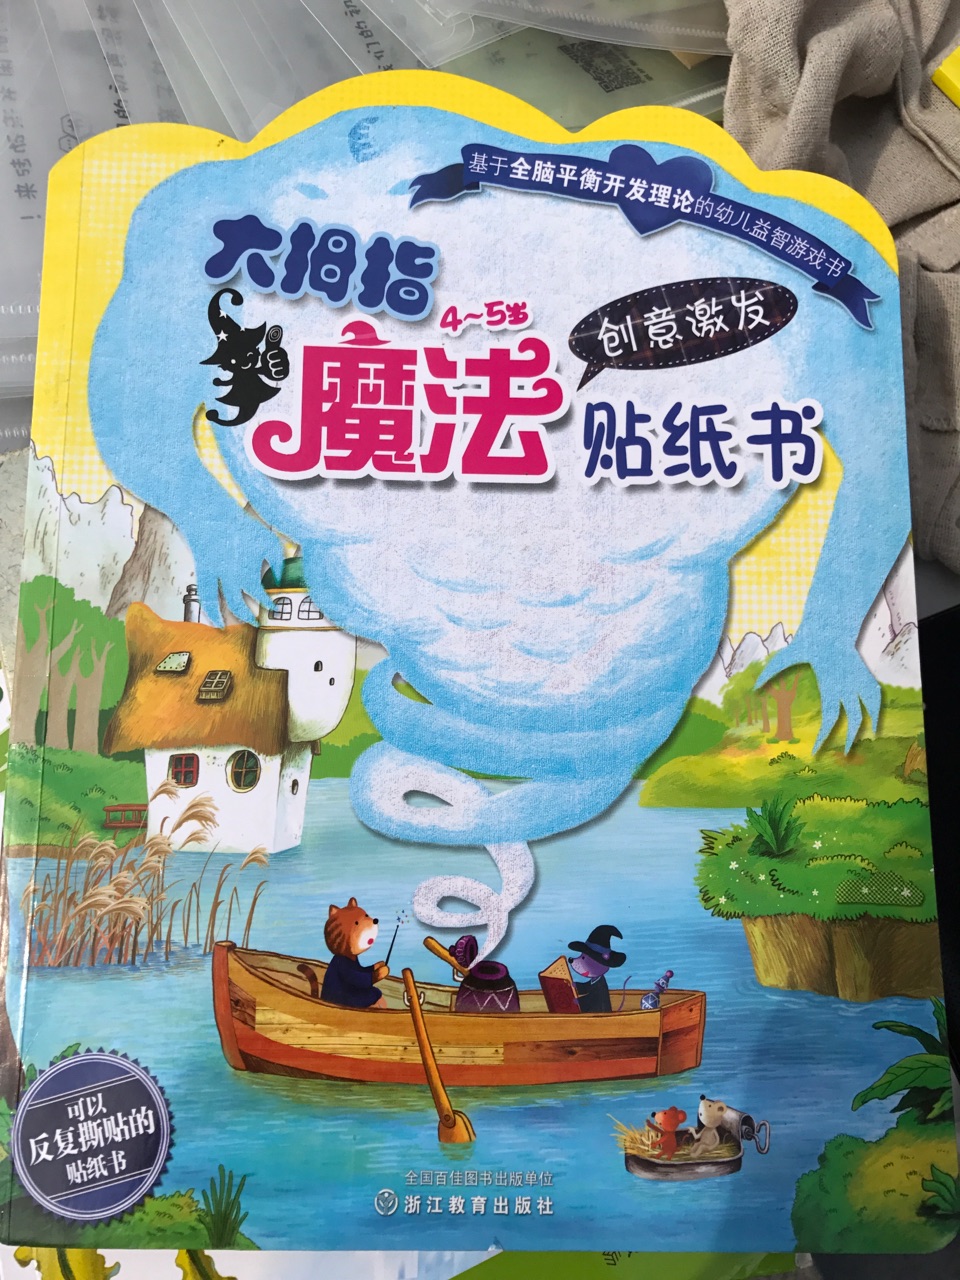 基于全脑平衡开发理论的幼儿益智游戏书
大拇指
4~5岁
魔法
创意激发
贴纸书
可以
反复撕贴的
贴纸书
全国百佳图书出版单位
浙江教育出版社